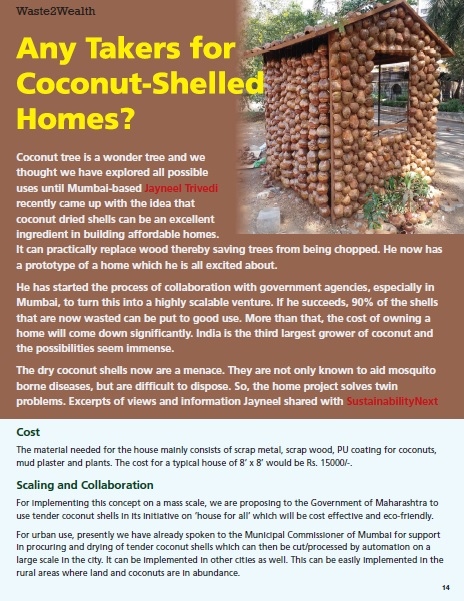 Waste2Wealth
Any Takers for
Coconut-Shelled
Homes?
Coconut tree is a wonder tree and we
thought we have explored all possible
uses until Mumbai-based Jayneel Trivedi
recently came up with the idea that
coconut dried shells can be an excellent
ingredient in building affordable homes.
It can practically replace wood thereby saving trees from being chopped. He now has
a prototype of a home which he is all excited about.
He has started the process of collaboration with government agencies, especially in
Mumbai, to turn this into a highly scalable venture. If he succeeds, 90% of the shells
that are now wasted can be put to good use. More than that, the cost of owning a
home will come down significantly. India is the third largest grower of coconut and
the possibilities seem immense.
The dry coconut shells now are a menace. They are not only known to aid mosquito
borne diseases, but are difficult to dispose. So, the home project solves twin
problems. Excerpts of views and information Jayneel shared with SustainabilityNext
Cost
The material needed for the house mainly consists of scrap metal, scrap wood, PU coating for coconuts,
mud plaster and plants. The cost for a typical house of 8' x 8' would be Rs. 15000/-.
Scaling and Collaboration
For implementing this concept on a mass scale, we are proposing to the Government of Maharashtra to
use tender coconut shells in its initiative on 'house for all' which will be cost effective and eco-friendly.
For urban use, presently we have already spoken to the Municipal Commissioner of Mumbai for support
in procuring and drying of tender coconut shells which can then be cut/processed by automation on a
large scale in the city. It can be implemented in other cities as well. This can be easily implemented in the
rural areas where land and coconuts are in abundance.
14